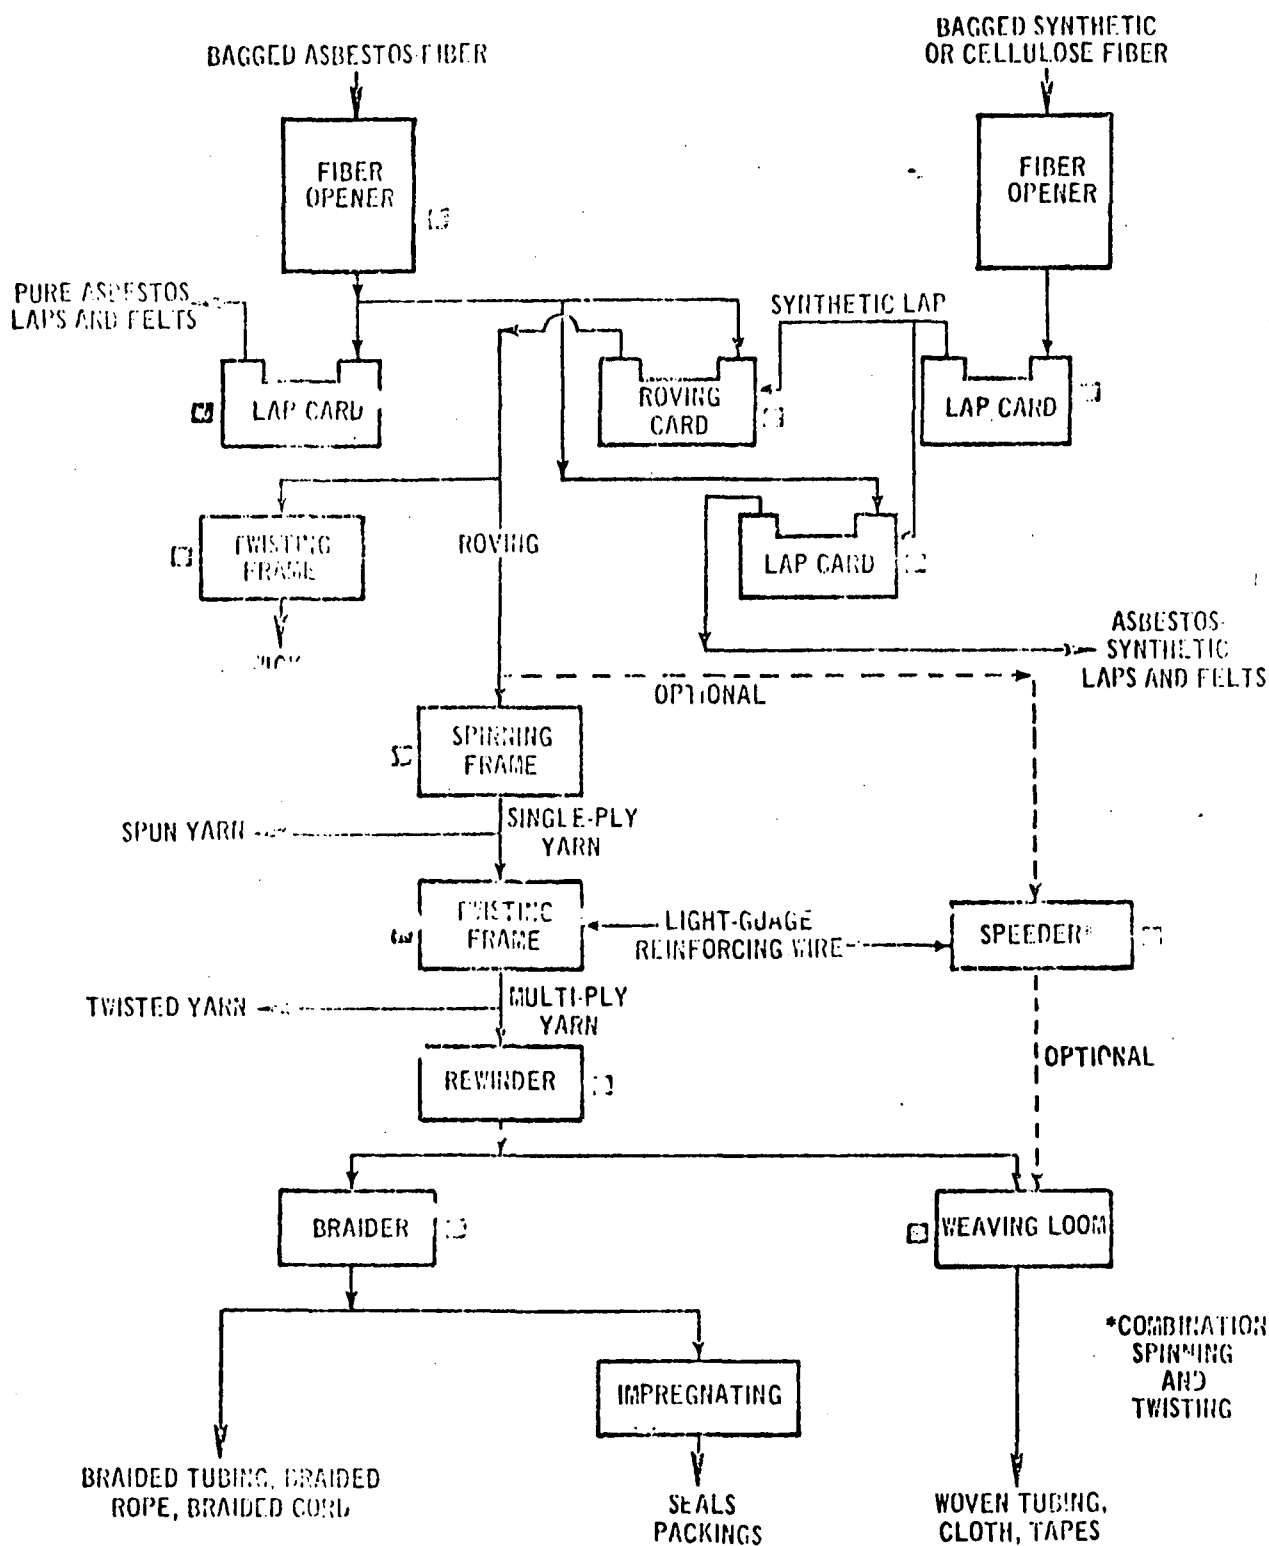 BAGGED ASBESTOS FIBER
BAGGED SYNTHETIC
OR CELLULOSE FIBER
FIBER
OPENER
FIBER
OPENER
PURE ASBESTOS
LAPS AND FELTS
SYNTHETIC LAP
LAP CARD
ROVING
CARD
LAP CARD
TWISTING
FRAME
ROVING
LAP CARD
ASBESTOS-
SYNTHETIC
LAPS AND FELTS
OPTIONAL
SPINNING
FRAME
SPUN YARN
SINGLE-PLY
YARN
TWISTING
FRAME
LIGHT-GUAGE
REINFORCING WIRE
SPEEDER*
TWISTED YARN
MULTI-PLY
YARN
OPTIONAL
REWINDER
BRAIDER
WEAVING LOOM
*COMBINATION
SPINNING
AND
TWISTING
IMPREGNATING
BRAIDED TUBING, BRAIDED
ROPE, BRAIDED CORD
SEALS
PACKINGS
WOVEN TUBING,
CLOTH, TAPES